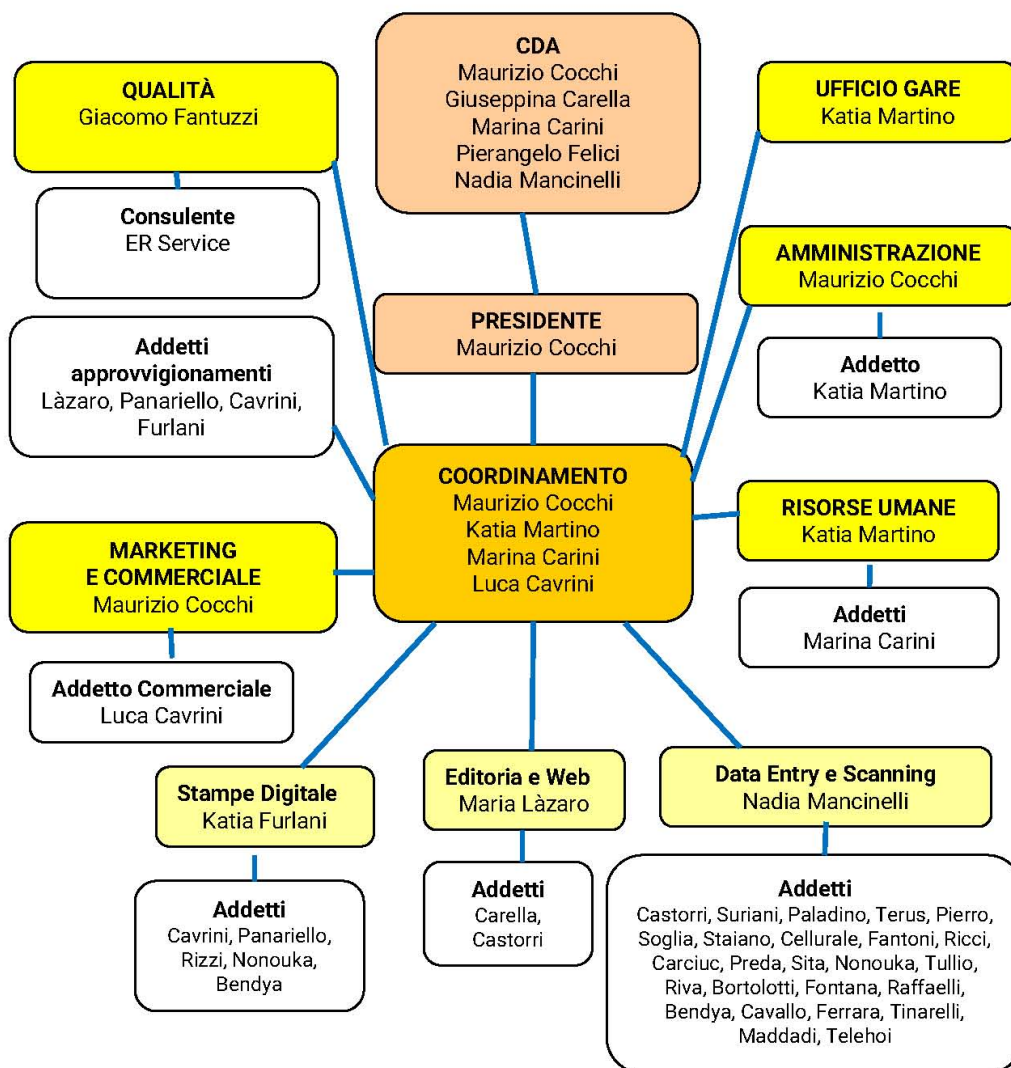 CDA
Maurizio Cocchi
Giuseppina Carella
Marina Carini
Pierangelo Felici
Nadia Mancinelli
QUALITÀ
Giacomo Fantuzzi
UFFICIO GARE
Katia Martino
Consulente
ER Service
AMMINISTRAZIONE
Maurizio Cocchi
PRESIDENTE
Maurizio Cocchi
Addetti
approvvigionamenti
Làzaro, Panariello, Cavrini,
Furlani
Addetto
Katia Martino
COORDINAMENTO
Maurizio Cocchi
Katia Martino
Marina Carini
Luca Cavrini
RISORSE UMANE
Katia Martino
MARKETING
E COMMERCIALE
Maurizio Cocchi
Addetti
Marina Carini
Addetto Commerciale
Luca Cavrini
Stampe Digitale
Katia Furlani
Editoria e Web
Maria Làzaro
Data Entry e Scanning
Nadia Mancinelli
Addetti
Cavrini, Panariello,
Rizzi, Nonouka,
Bendya
Addetti
Carella,
Castorri
Addetti
Castorri, Suriani, Paladino, Terus, Pierro,
Soglia, Staiano, Cellurale, Fantoni, Ricci,
Carciuc, Preda, Sita, Nonouka, Tullio,
Riva, Bortolotti, Fontana, Raffaelli,
Bendya, Cavallo, Ferrara, Tinarelli,
Maddadi, Telehoi